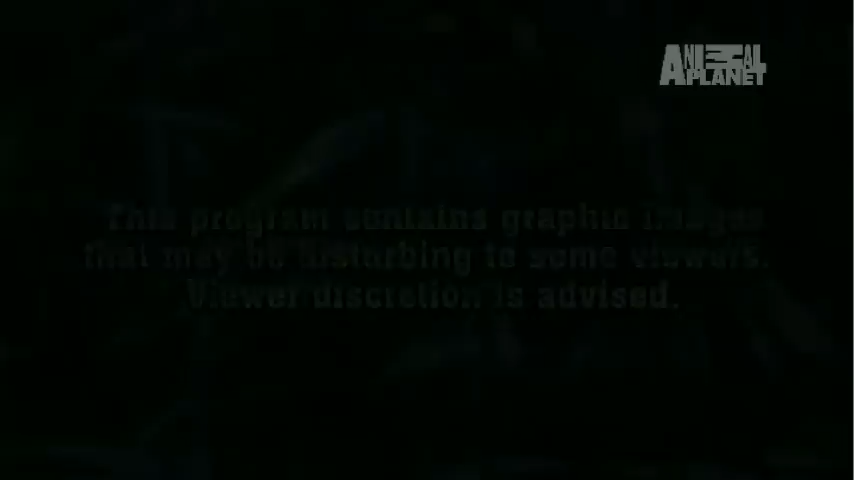 ANIMAL
PLANET
This program contains graphic images
that may be disturbing to some viewers.
Viewer discretion is advised.